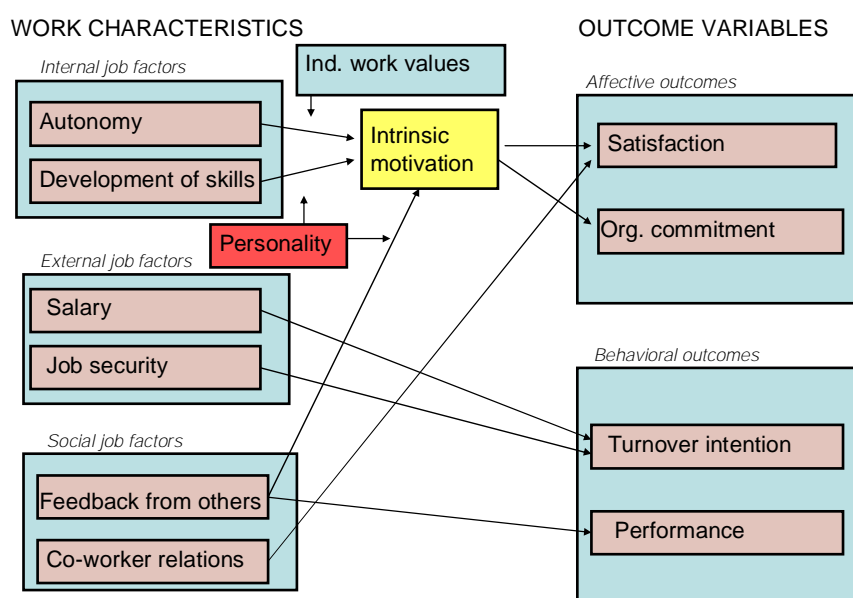 WORK CHARACTERISTICS
OUTCOME VARIABLES
Internal job factors
Ind. work values
Affective outcomes
Autonomy
Development of skills
Intrinsic
motivation
Satisfaction
Org. commitment
Personality
External job factors
Salary
Job security
Behavioral outcomes
Social job factors
Turnover intention
Feedback from others
Performance
Co-worker relations